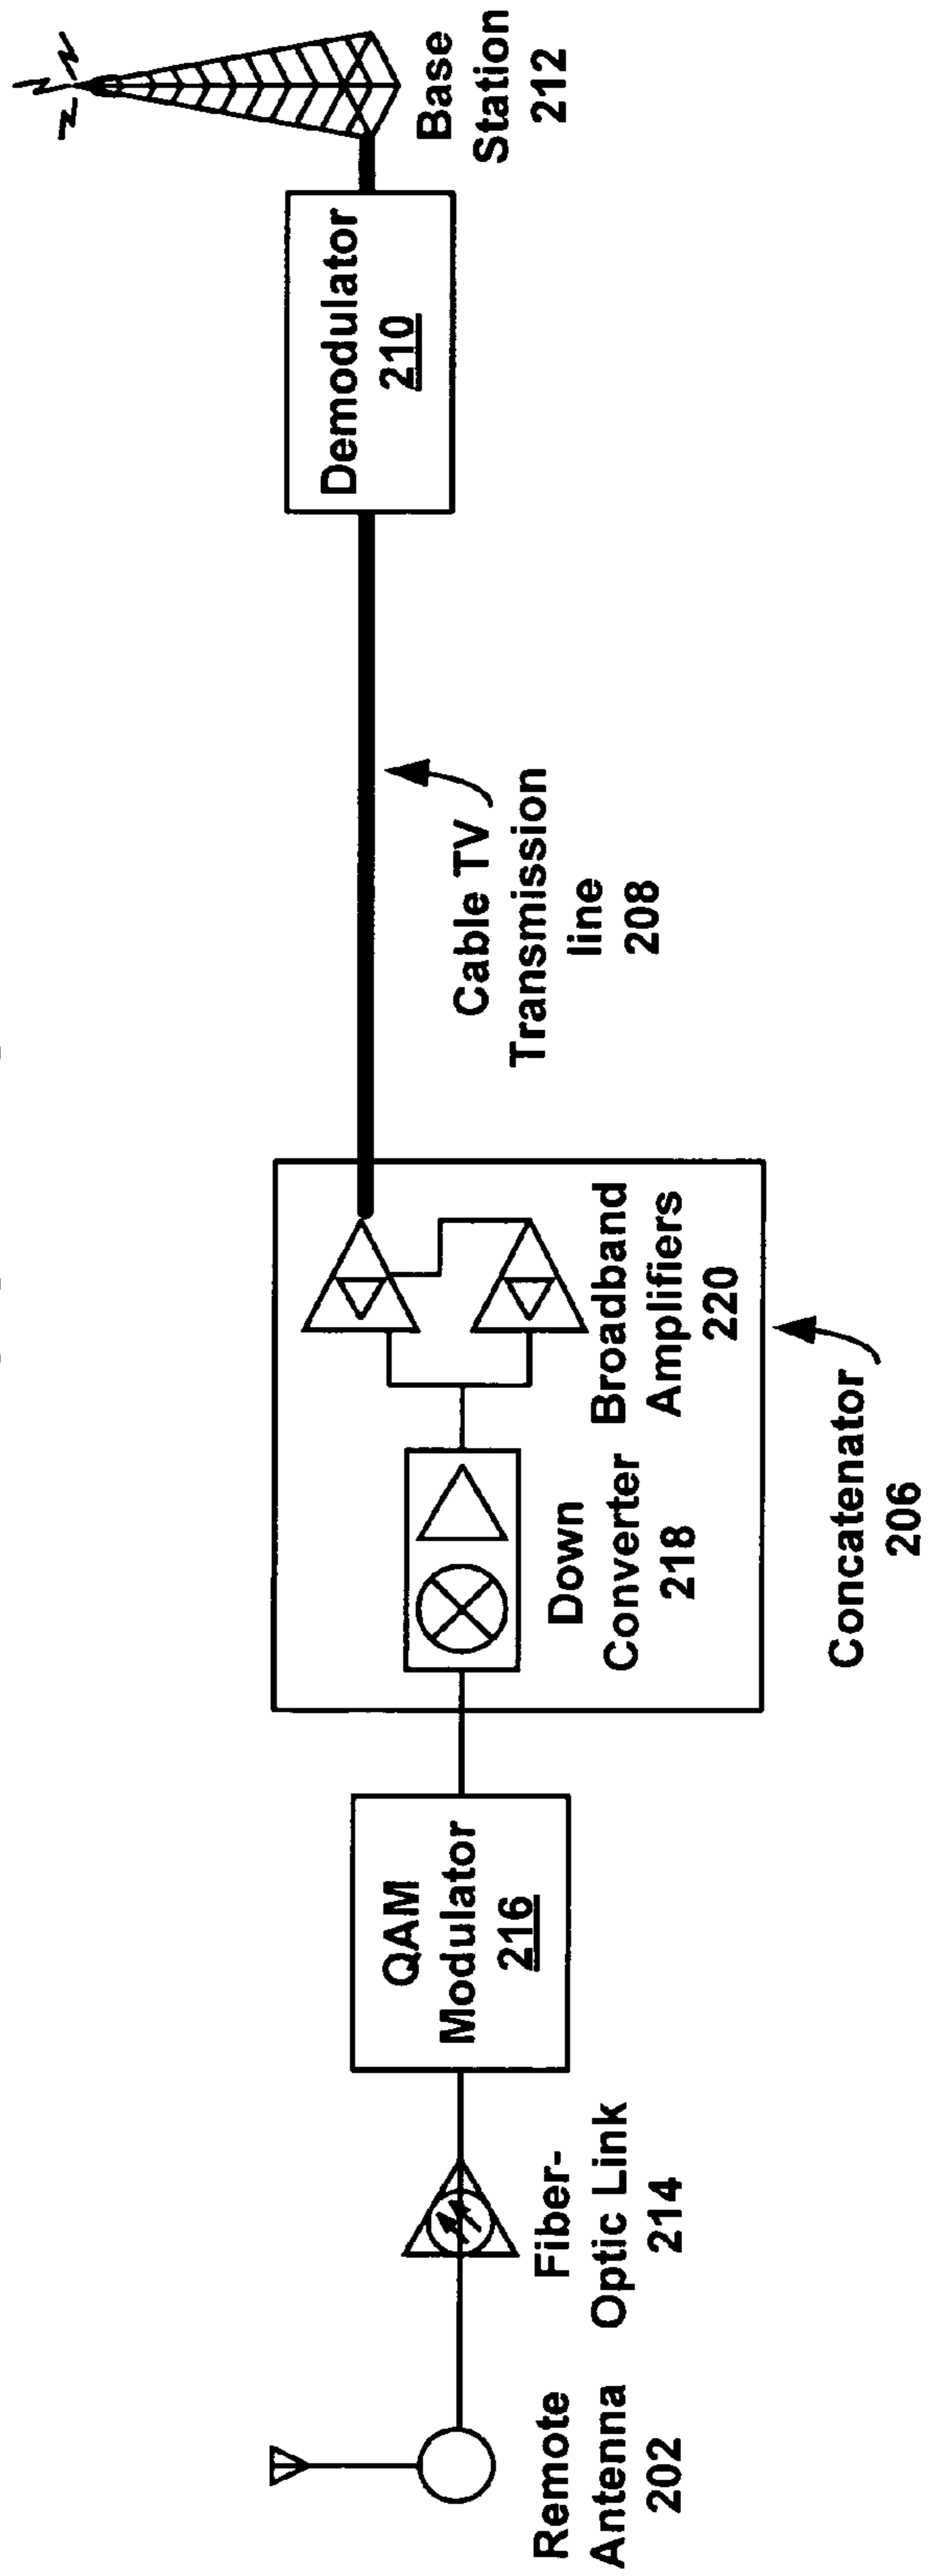 Remote
Antenna
202
Fiber-
Optic Link
214
QAM
Modulator
216
Down
Converter
218
Broadband
Amplifiers
220
Concatenator
206
Cable TV
Transmission
line
208
Demodulator
210
Base
Station
212